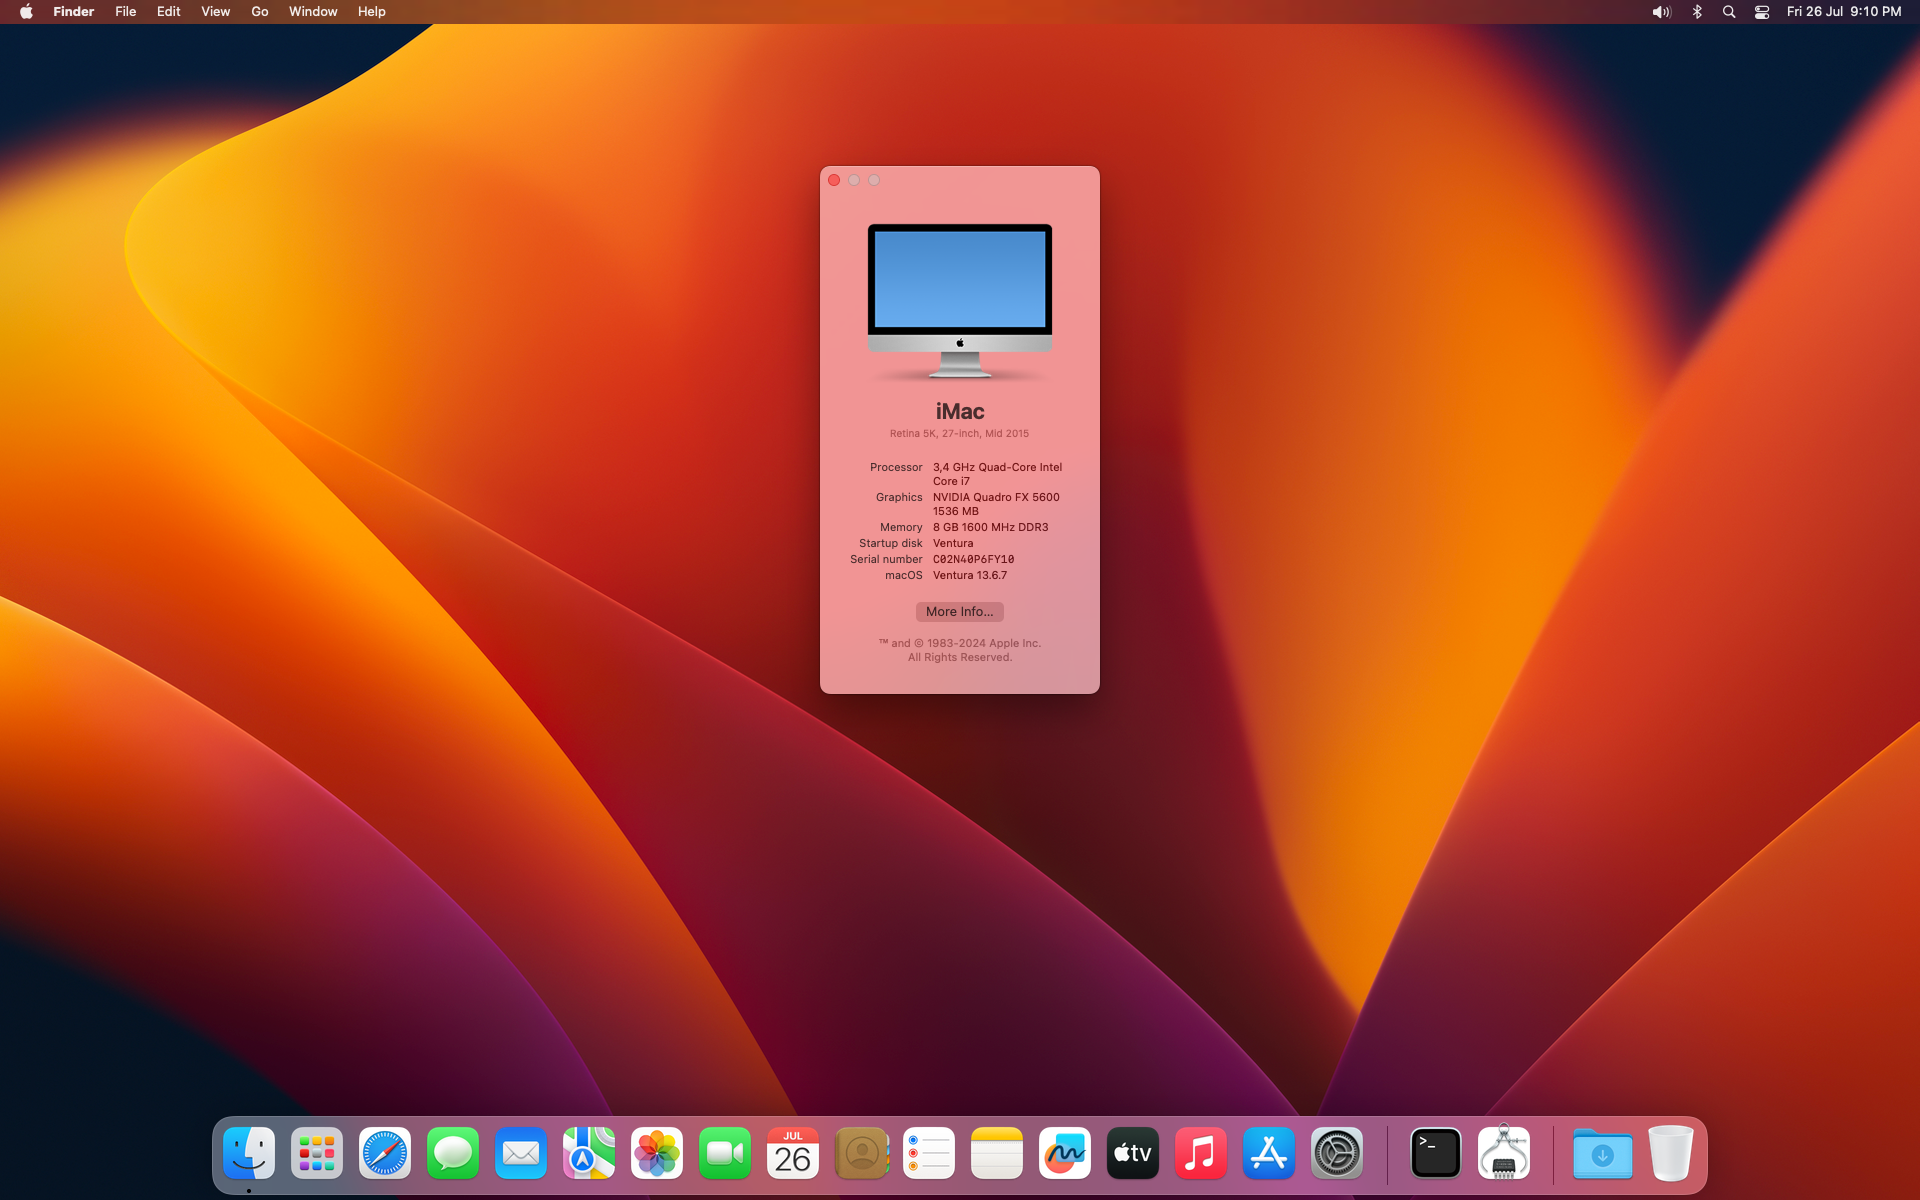 Finder File Edit View Go Window Help Fri 26 Jul 9:10 PM
iMac
Retina 5K, 27-inch, Mid 2015
Processor 3,4 GHz Quad-Core Intel
Core i7
Graphics NVIDIA Quadro FX 5600
1536 MB
Memory 8 GB 1600 MHz DDR3
Startup disk Ventura
Serial number C02N40P6FY10
macOS Ventura 13.6.7
More Info...
™ and © 1983-2024 Apple Inc.
All Rights Reserved.
JUL
26
tv
>_